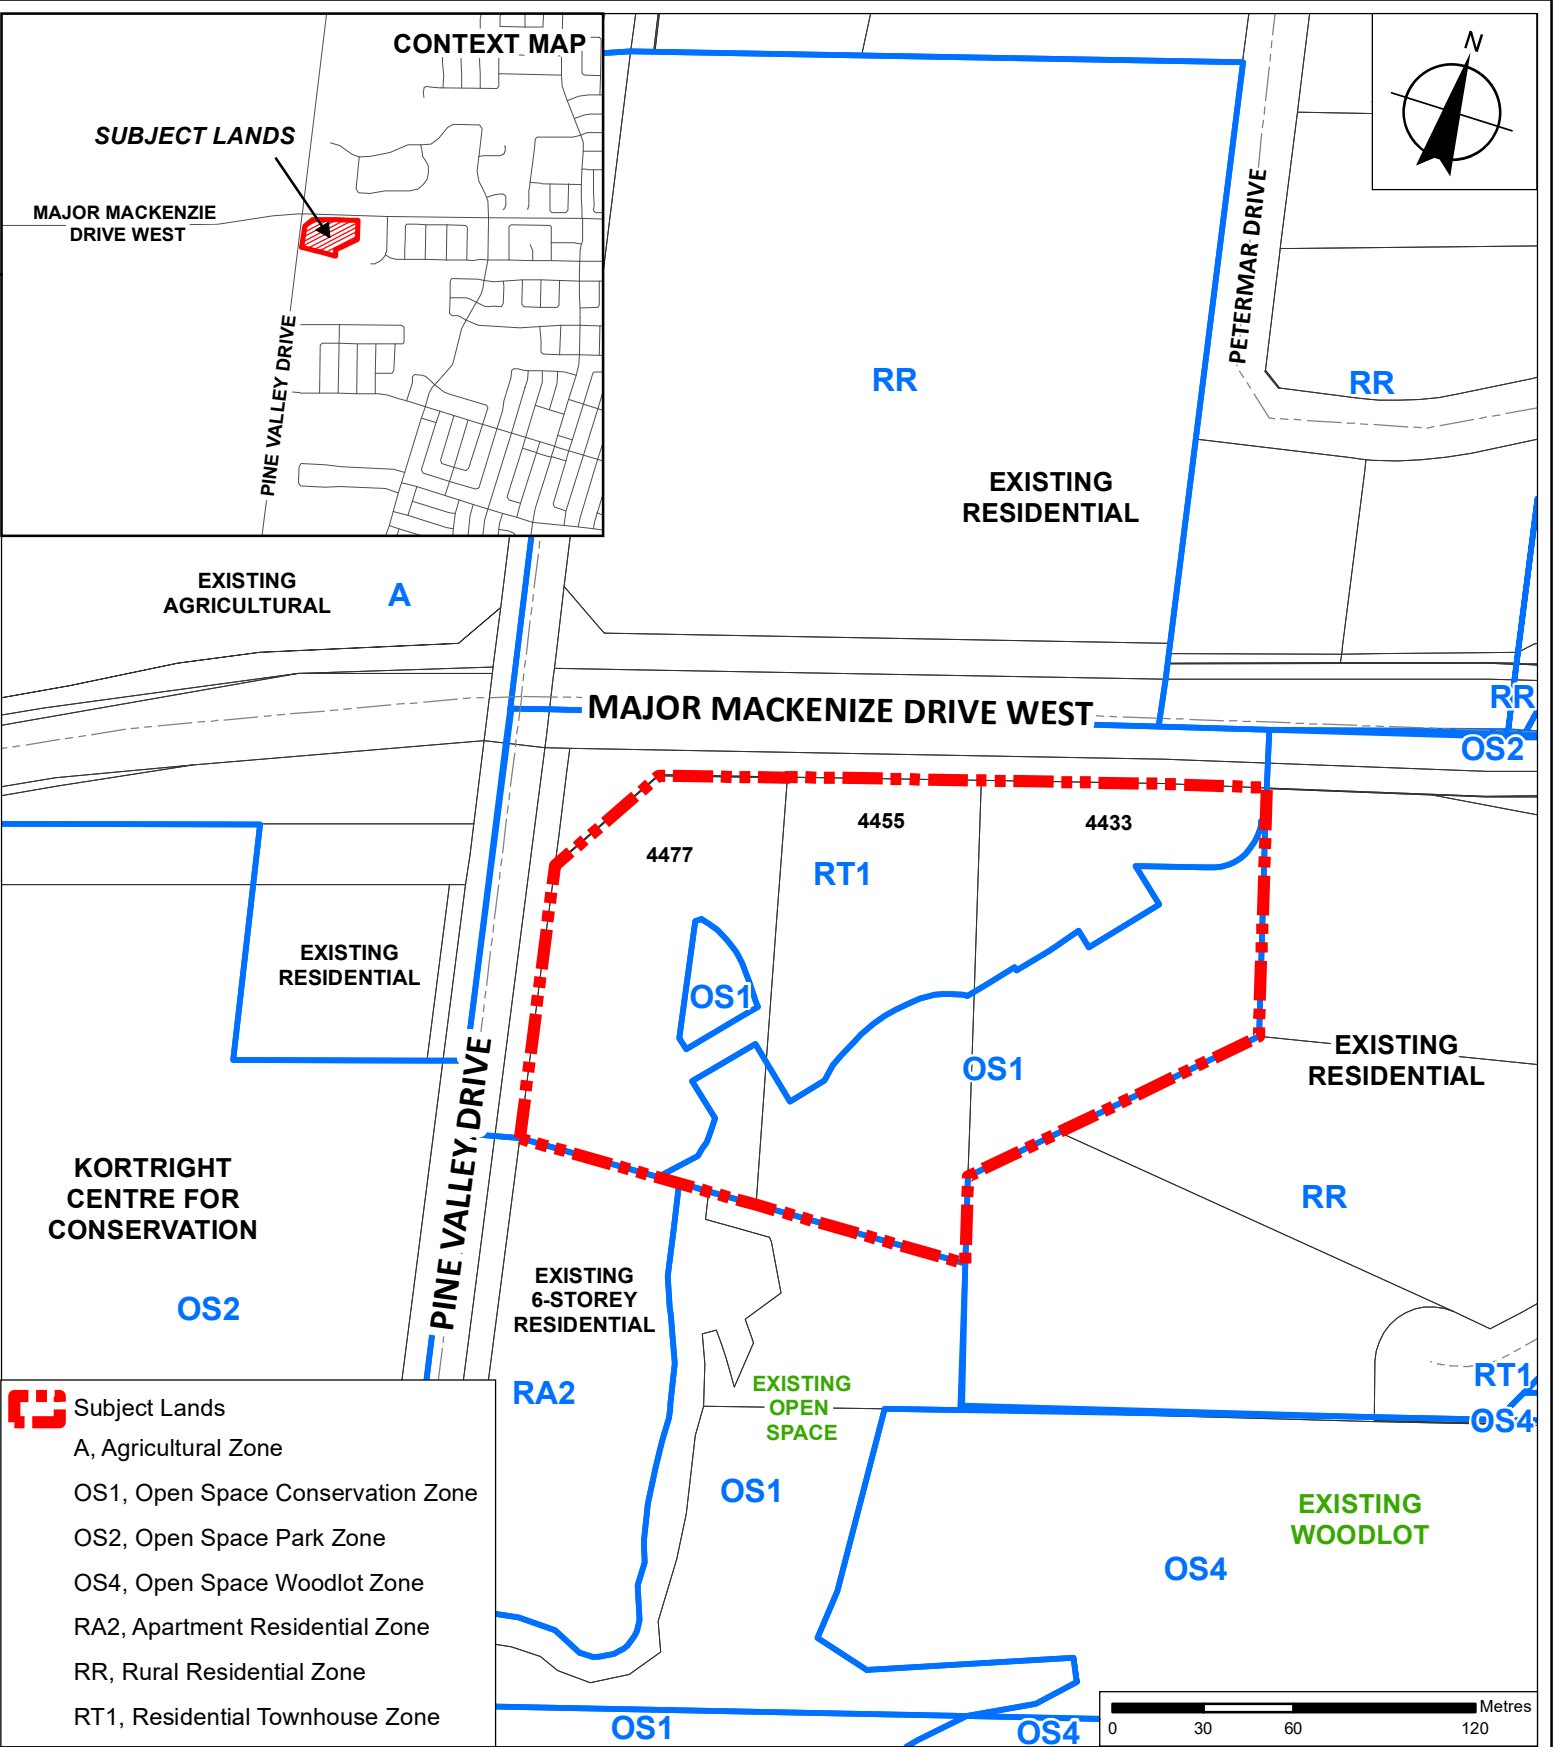 CONTEXT MAP
SUBJECT LANDS
MAJOR MACKENZIE
DRIVE WEST
PINE VALLEY DRIVE
N
PETERMAR DRIVE
RR
RR
EXISTING
RESIDENTIAL
EXISTING
AGRICULTURAL
A
MAJOR MACKENIZE DRIVE WEST
RR
OS2
4477
4455
4433
RT1
EXISTING
RESIDENTIAL
OS1
OS1
EXISTING
RESIDENTIAL
PINE VALLEY DRIVE
KORTRIGHT
CENTRE FOR
CONSERVATION
OS2
RR
EXISTING
6-STOREY
RESIDENTIAL
RA2
EXISTING
OPEN
SPACE
OS1
RT1
OS4
EXISTING
WOODLOT
OS4
OS1
OS4
Subject Lands
A, Agricultural Zone
OS1, Open Space Conservation Zone
OS2, Open Space Park Zone
OS4, Open Space Woodlot Zone
RA2, Apartment Residential Zone
RR, Rural Residential Zone
RT1, Residential Townhouse Zone
Metres
0 30 60 120